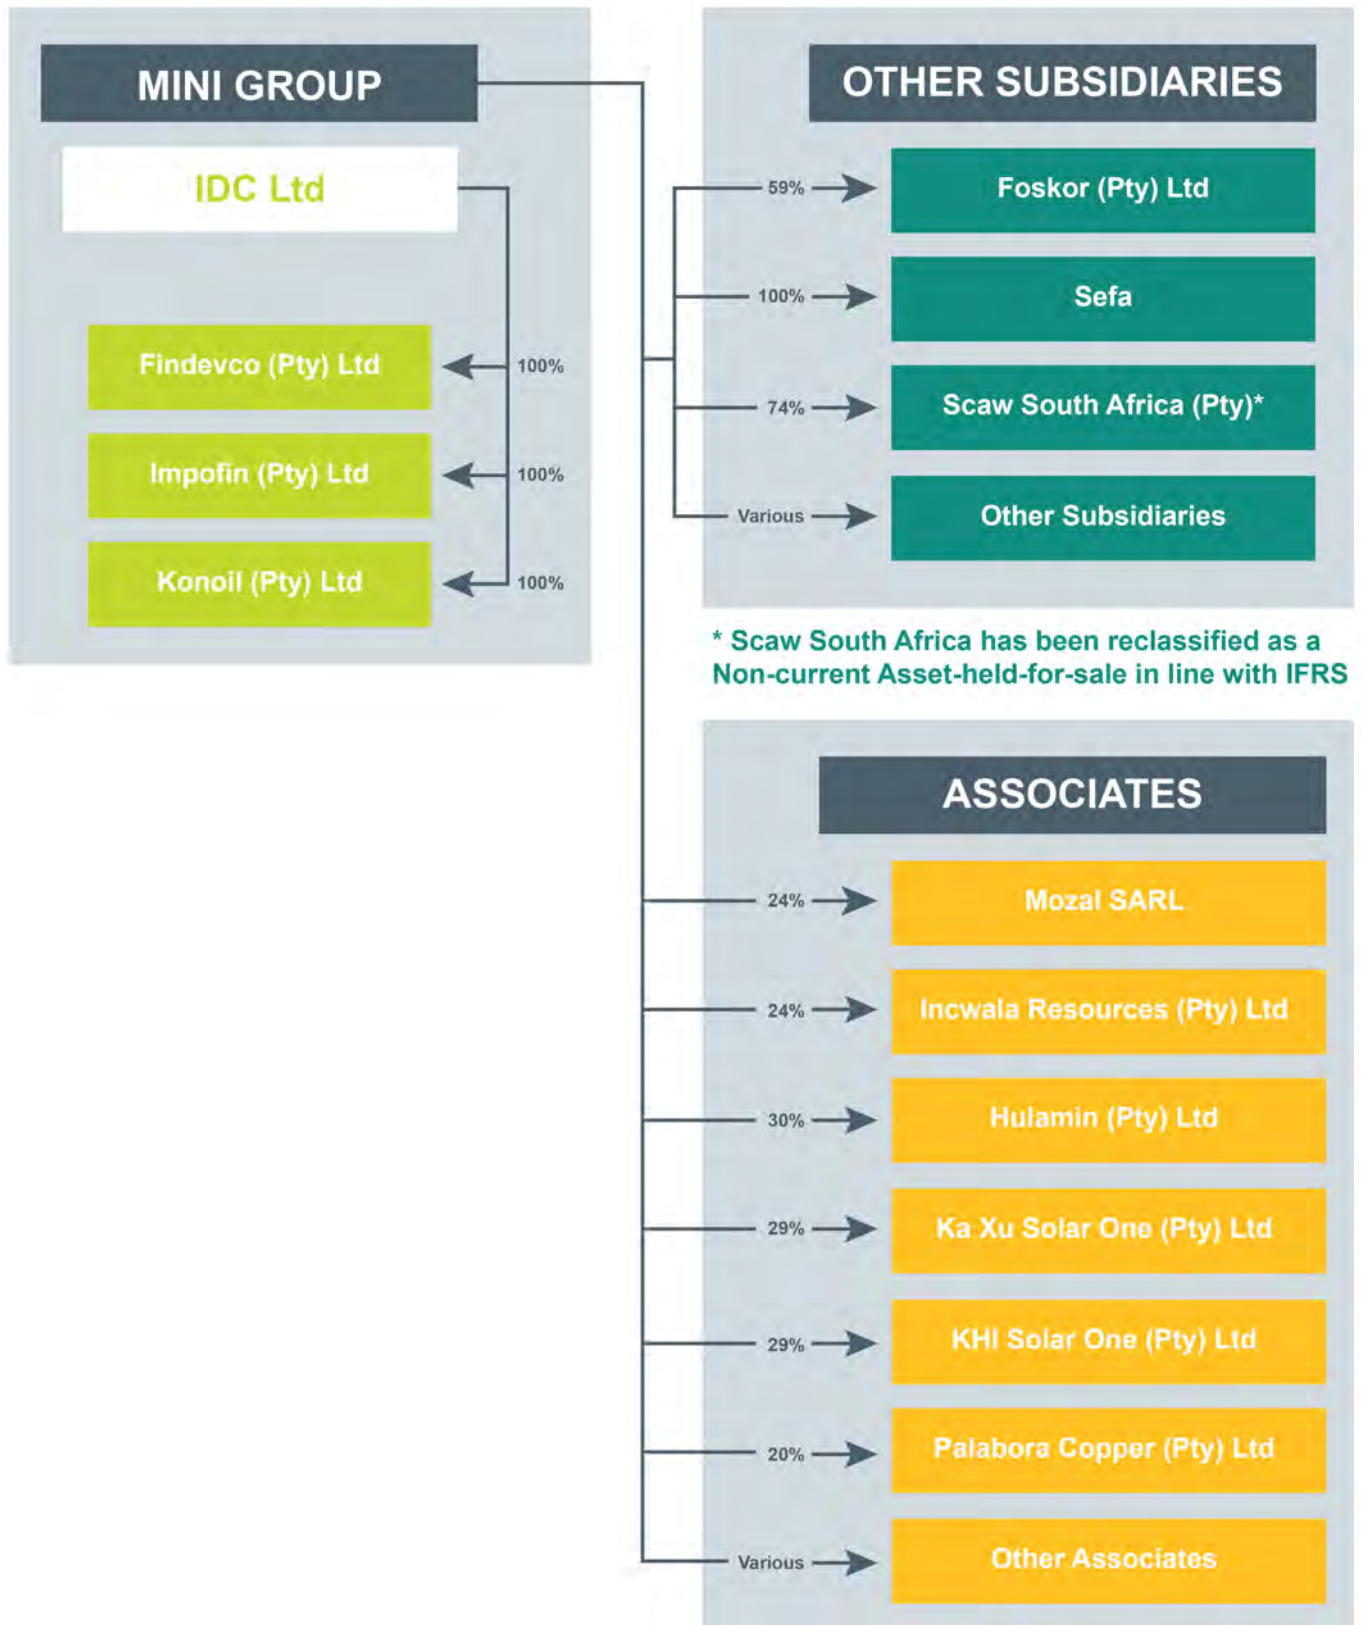 MINI GROUP
IDC Ltd
Findevco (Pty) Ltd
100%
Impofin (Pty) Ltd
100%
Konoil (Pty) Ltd
100%
OTHER SUBSIDIARIES
59%
Foskor (Pty) Ltd
100%
Sefa
74%
Scaw South Africa (Pty)*
Various
Other Subsidiaries
* Scaw South Africa has been reclassified as a
Non-current Asset-held-for-sale in line with IFRS
ASSOCIATES
24%
Mozal SARL
24%
Incwala Resources (Pty) Ltd
30%
Hulamin (Pty) Ltd
29%
Ka Xu Solar One (Pty) Ltd
29%
KHI Solar One (Pty) Ltd
20%
Palabora Copper (Pty) Ltd
Various
Other Associates